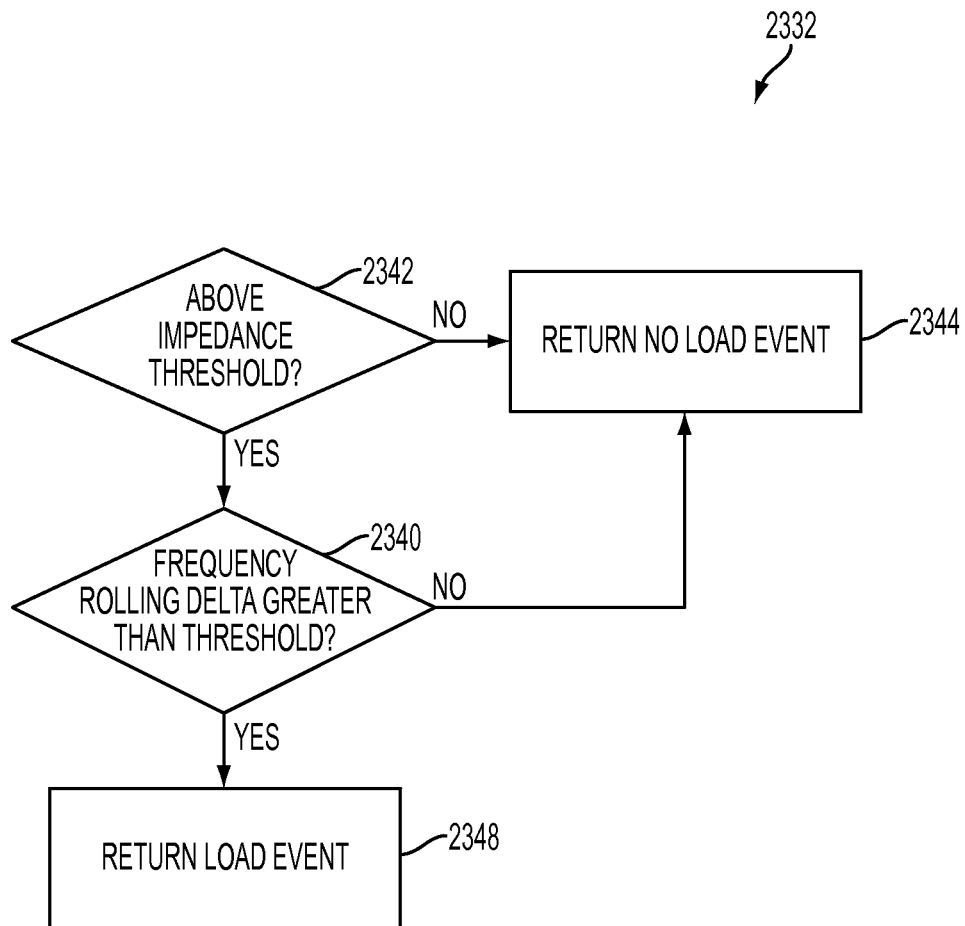 2332
2342
ABOVE
IMPEDANCE
THRESHOLD?
NO
RETURN NO LOAD EVENT
2344
YES
2340
FREQUENCY
ROLLING DELTA GREATER
THAN THRESHOLD?
NO
YES
RETURN LOAD EVENT
2348